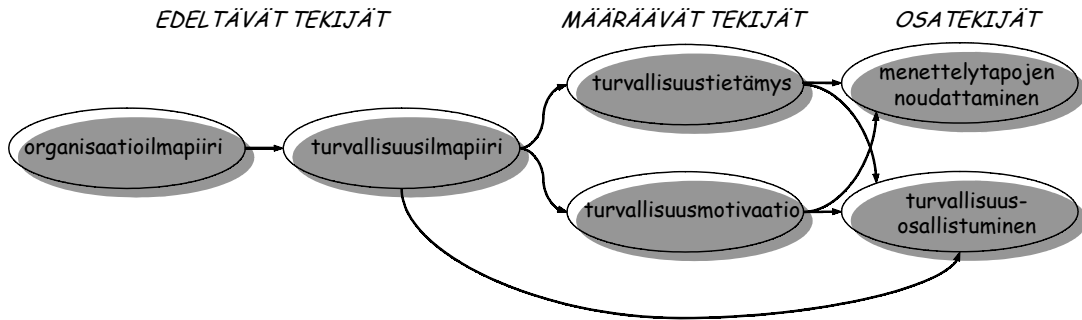 EDELTÄVÄT TEKIJÄT
MÄÄRÄÄVÄT TEKIJÄT
OSATEKIJÄT
organisaatioilmapiiri
turvallisuusilmapiiri
turvallisuustietämys
turvallisuusmotivaatio
menettelytapojen
noudattaminen
turvallisuus-
osallistuminen